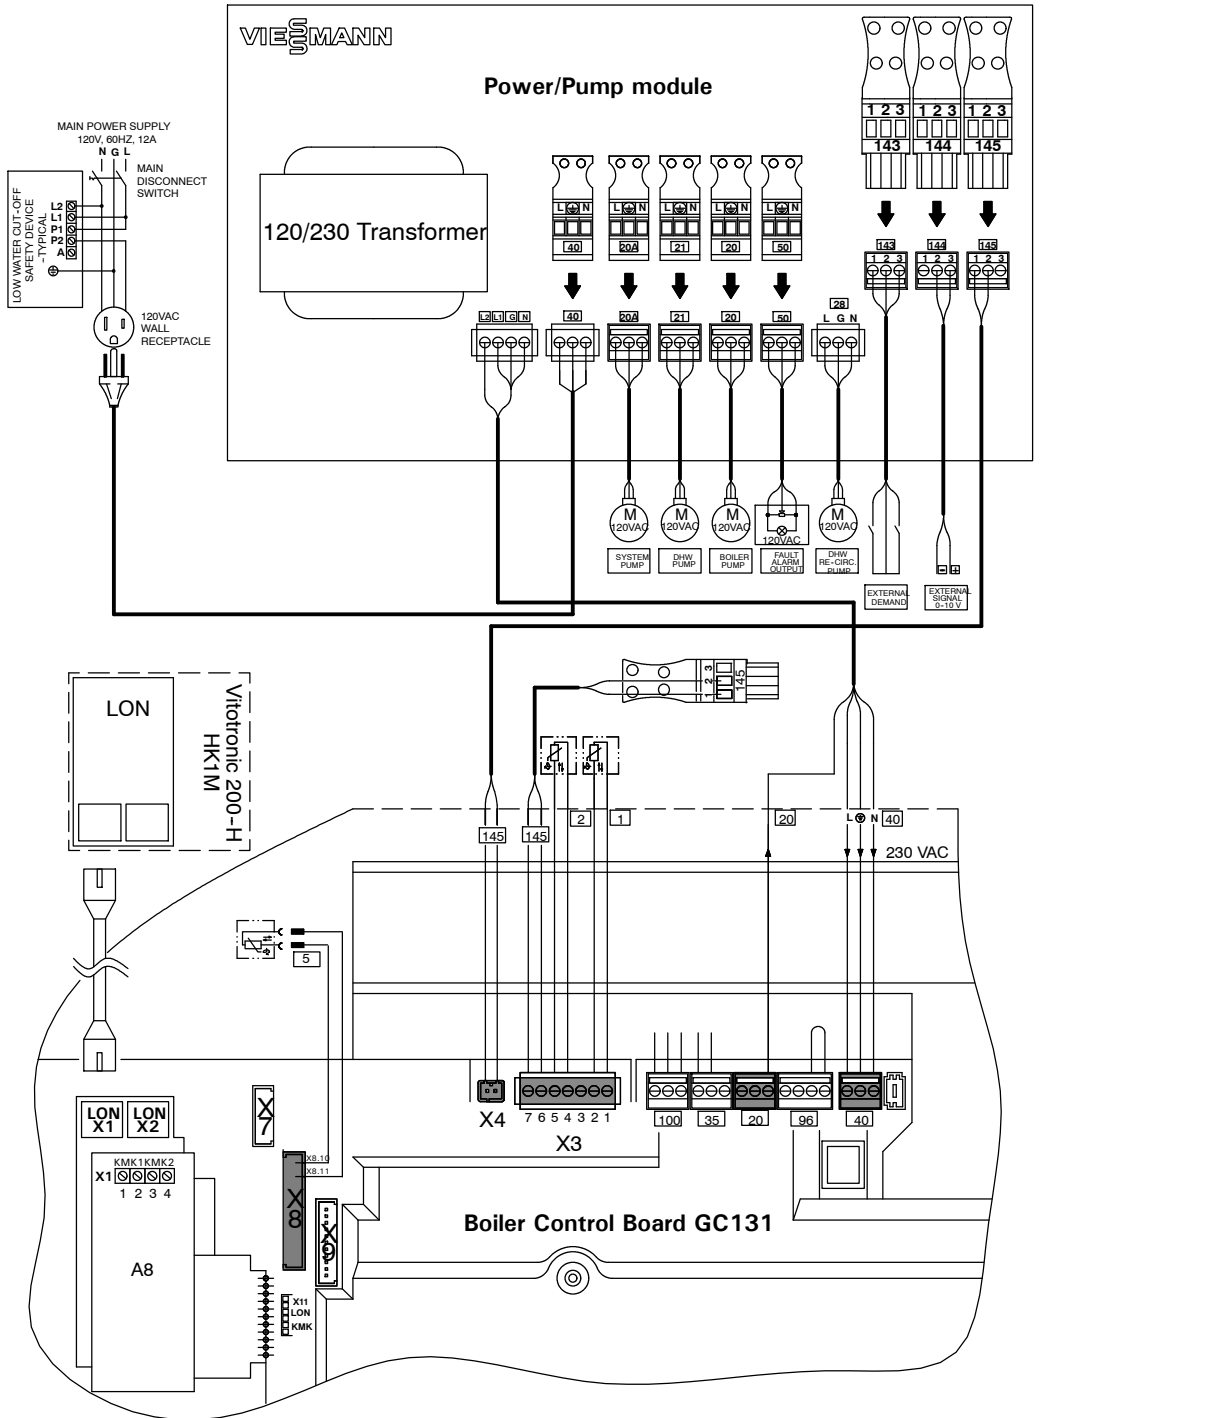 VIESSMANN
Power/Pump module
1 2 3
1 2 3
1 2 3
143
144
145
MAIN POWER SUPPLY
120V, 60HZ, 12A
N G L
MAIN
DISCONNECT
SWITCH
LOW WATER CUT-OFF
SAFETY DEVICE
-TYPICAL
L2
L1
P1
P2
A
120VAC
WALL
RECEPTACLE
120/230 Transformer
L N
L N
L N
L N
L N
40
20A
21
20
50
143
144
145
1 2 3
1 2 3
1 2 3
L2 L1 G N
40
20A
21
20
50
28
L G N
M
120VAC
M
120VAC
M
120VAC
120VAC
M
120VAC
SYSTEM
PUMP
DHW
PUMP
BOILER
PUMP
FAULT
ALARM
OUTPUT
DHW
RE-CIRC.
PUMP
- +
EXTERNAL
DEMAND
EXTERNAL
SIGNAL
0-10 V
LON
Vitotronic 200-H
HK1M
1 2 3
145
145
145
2
1
20
L N
40
230 VAC
5
X4
7 6 5 4 3 2 1
X3
100
35
20
96
40
LON
X1
LON
X2
X7
X1
KMK1KMK2
1 2 3 4
X8.10
X8.11
X8
X9
Boiler Control Board GC131
A8
X11
LON
KMK